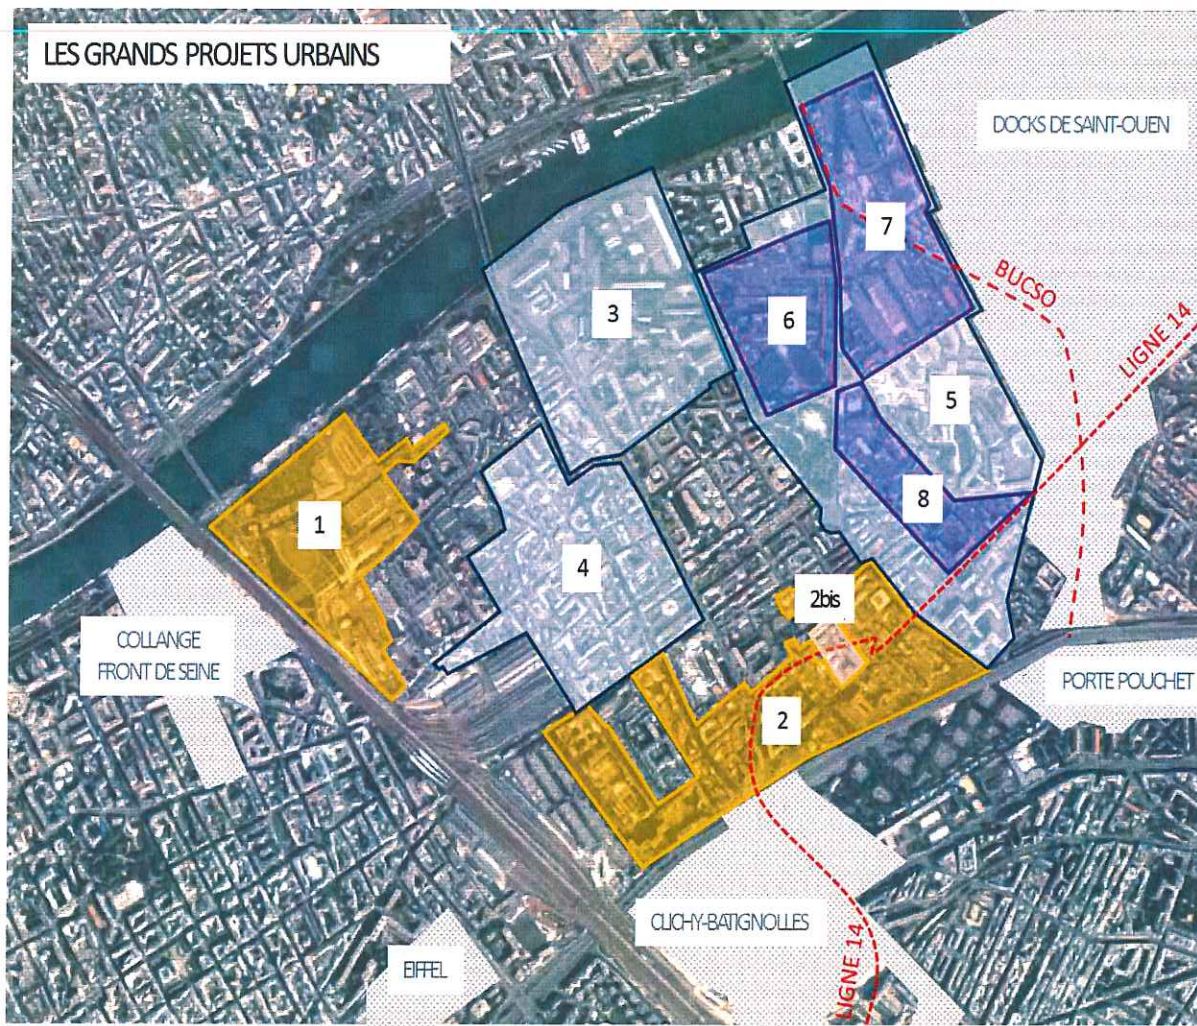 LES GRANDS PROJETS URBAINS
DOCKS DE SAINT-OUEN
7
BUCSO
3
6
LIGNE 14
5
8
1
4
2bis
COLLANGE
FRONT DE SEINE
PORTE POUCHET
2
CLICHY-BATIGNOLLES
EIFFEL
LIGNE 14